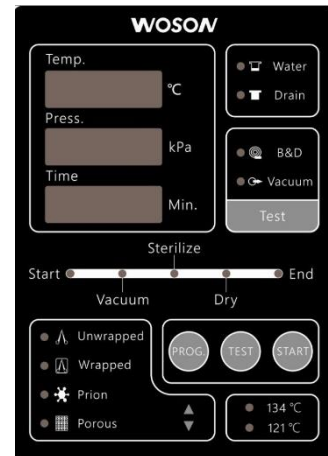 WOSON
Temp.
℃
Press.
kPa
Time
Min.
Water
Drain
B&D
Vacuum
Test
Sterilize
Start
End
Vacuum
Dry
Unwrapped
Wrapped
Prion
Porous
PROG.
TEST
START
134 ℃
121 ℃